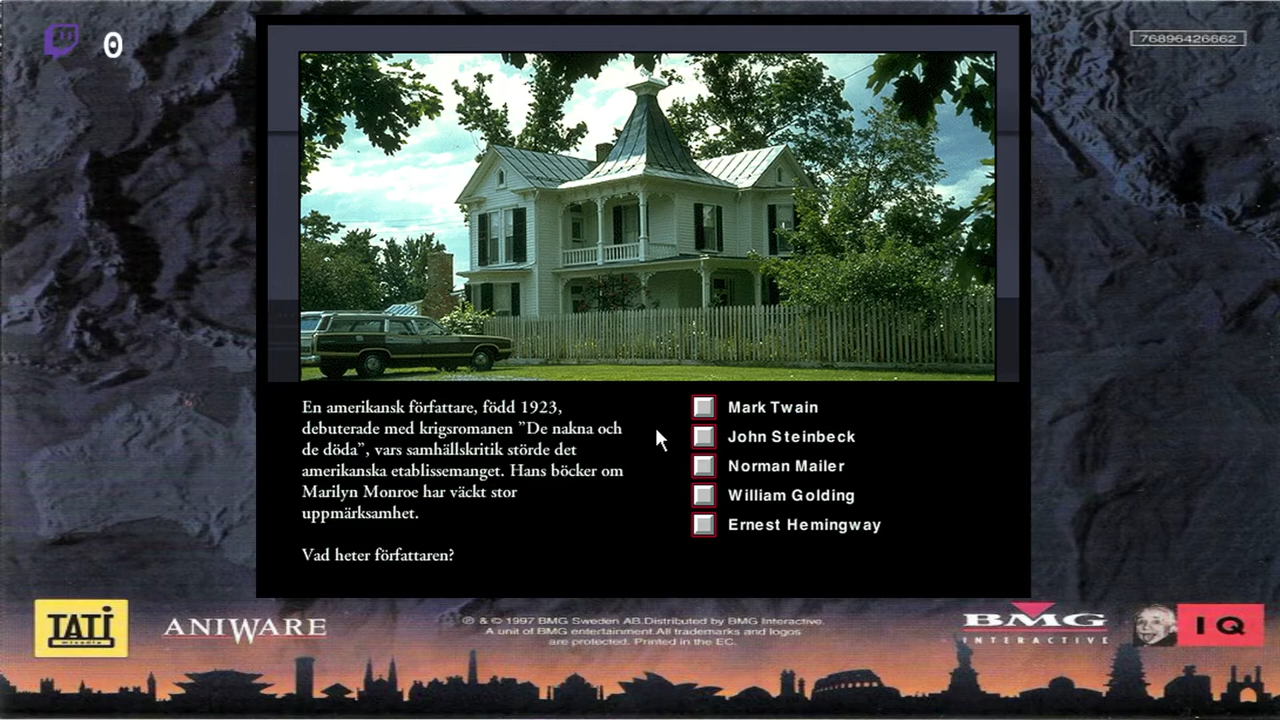 0
76896426662
En amerikansk författare, född 1923,
debuterade med krigsromanen ”De nakna och
de döda”, vars samhällskritik störde det
amerikanska etablissemanget. Hans böcker om
Marilyn Monroe har väckt stor
uppmärksamhet.
Vad heter författaren?
Mark Twain
John Steinbeck
Norman Mailer
William Golding
Ernest Hemingway
TATi
ANIWARE
℗ & © 1997 BMG Sweden AB.Distributed by BMG Interactive.
A unit of BMG entertainment.All trademarks and logos
are protected. Printed in the EC.
BMG
INTERACTIVE
IQ